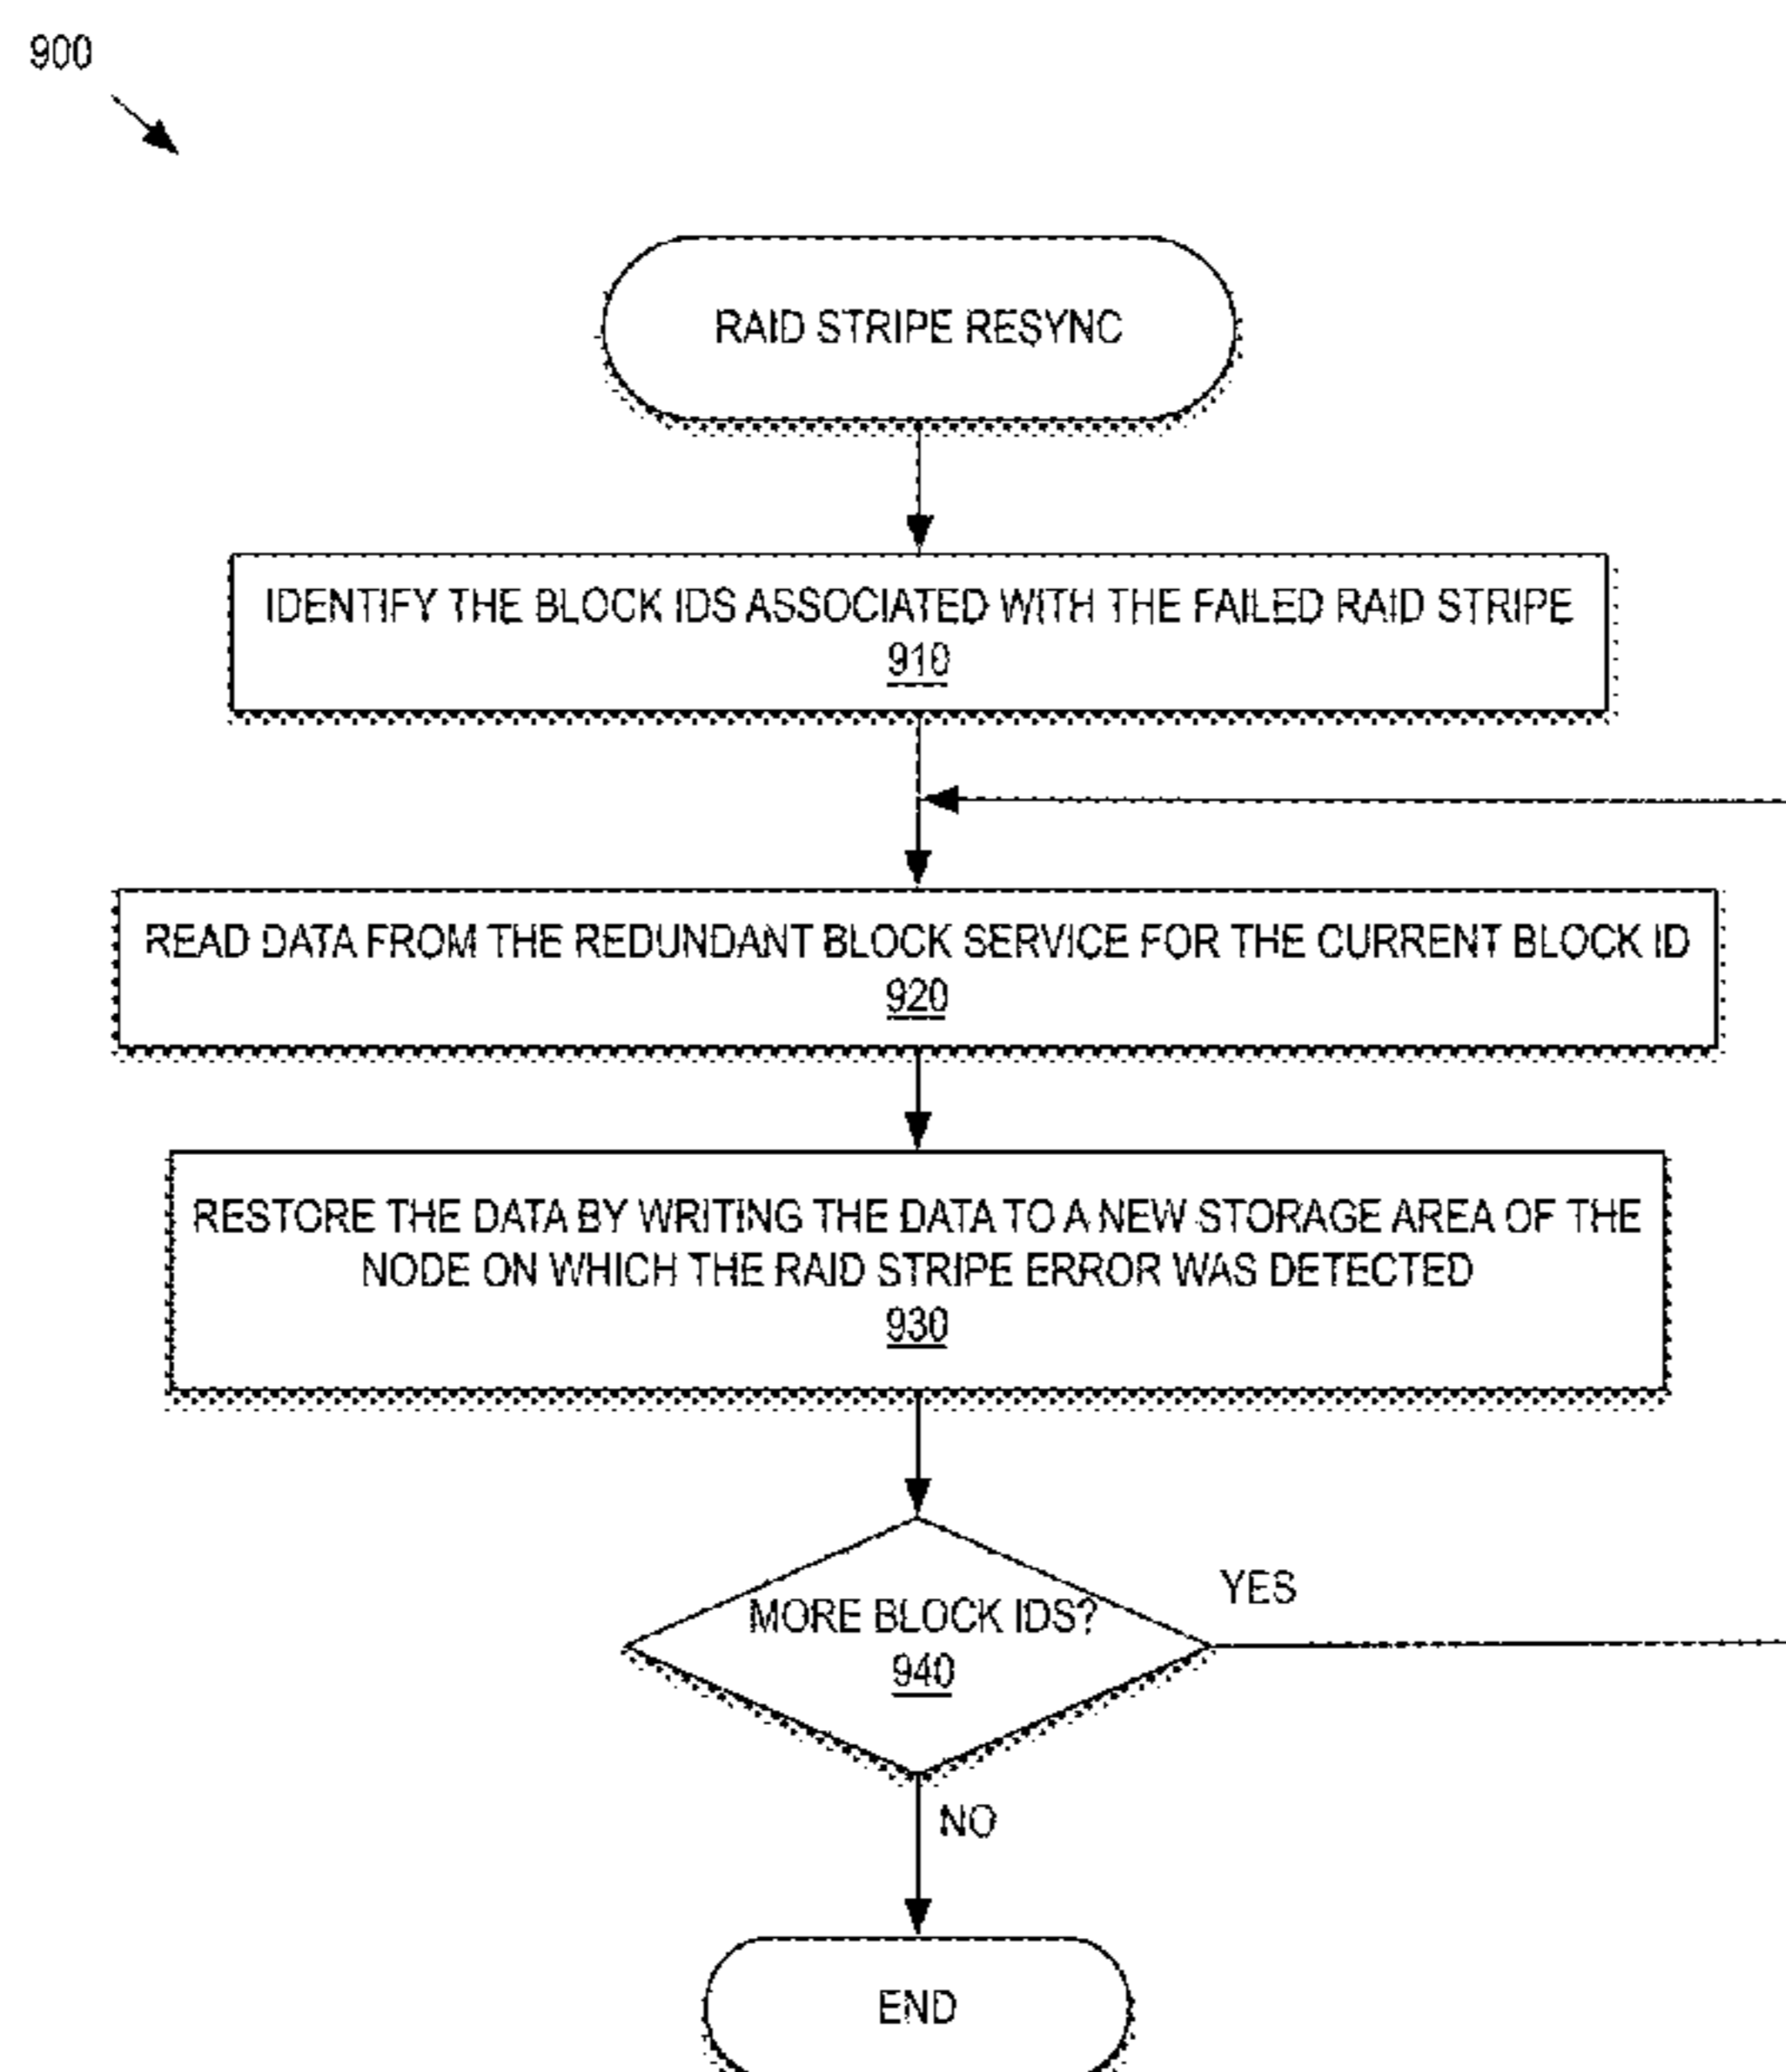 900
RAID STRIPE RESYNC
IDENTIFY THE BLOCK IDS ASSOCIATED WITH THE FAILED RAID STRIPE
910
READ DATA FROM THE REDUNDANT BLOCK SERVICE FOR THE CURRENT BLOCK ID
920
RESTORE THE DATA BY WRITING THE DATA TO A NEW STORAGE AREA OF THE
NODE ON WHICH THE RAID STRIPE ERROR WAS DETECTED
930
YES
MORE BLOCK IDS?
940
NO
END